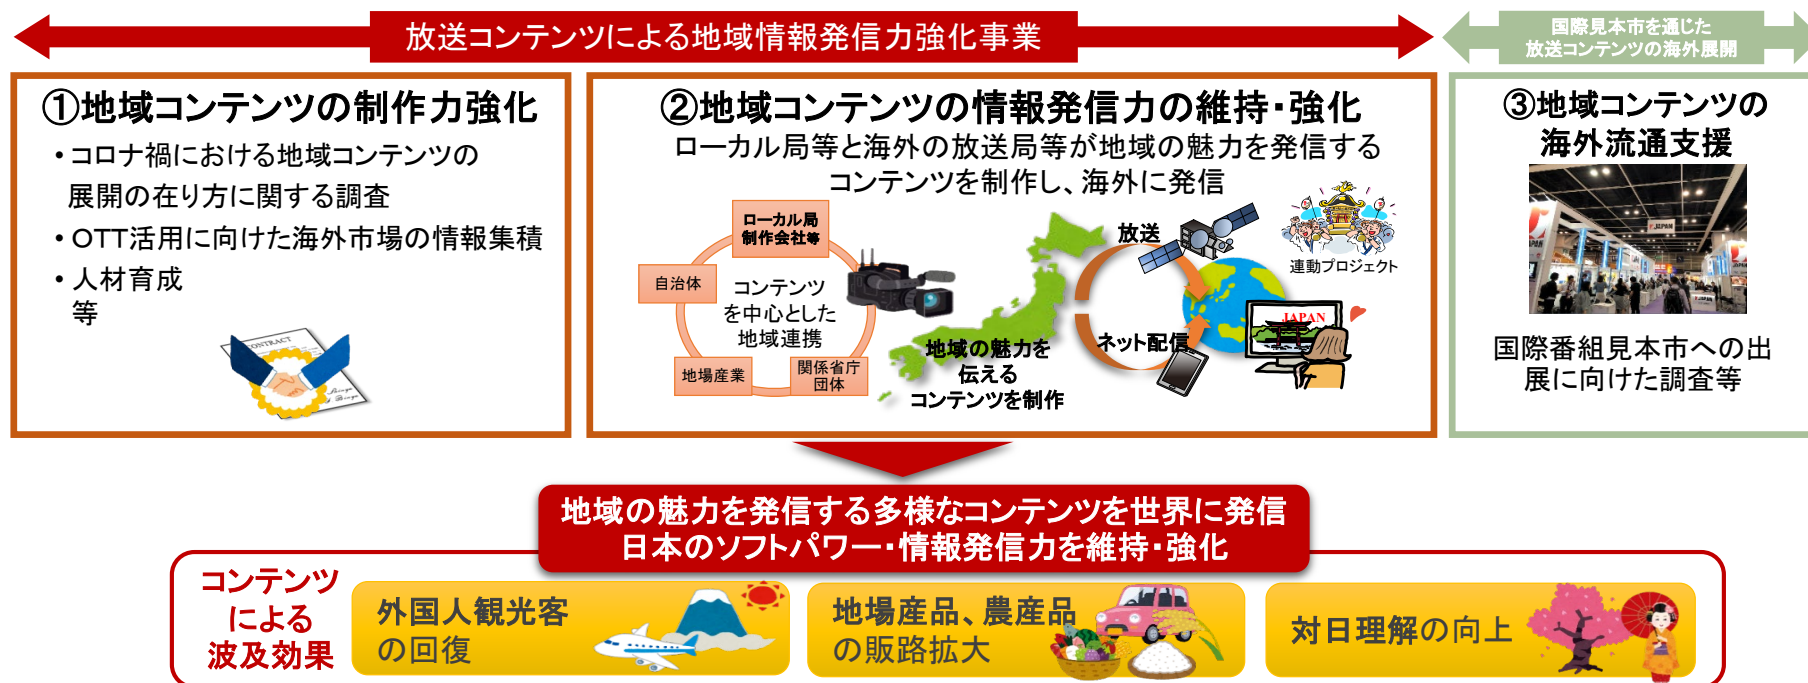 放送コンテンツによる地域情報発信力強化事業
国際見本市を通じた
放送コンテンツの海外展開
①地域コンテンツの制作力強化
・コロナ禍における地域コンテンツの
展開の在り方に関する調査
・OTT活用に向けた海外市場の情報集積
・人材育成
等
CONTRACT
②地域コンテンツの情報発信力の維持・強化
ローカル局等と海外の放送局等が地域の魅力を発信する
コンテンツを制作し、海外に発信
ローカル局
制作会社等
自治体
コンテンツ
を中心とした
地域連携
地場産業
関係省庁
団体
地域の魅力を
伝える
コンテンツを制作
放送
ネット配信
連動プロジェクト
JAPAN
③地域コンテンツの
海外流通支援
JAPAN
国際番組見本市への出
展に向けた調査等
地域の魅力を発信する多様なコンテンツを世界に発信
日本のソフトパワー・情報発信力を維持・強化
コンテンツ
による
波及効果
外国人観光客
の回復
地場産品、農産品
の販路拡大
対日理解の向上